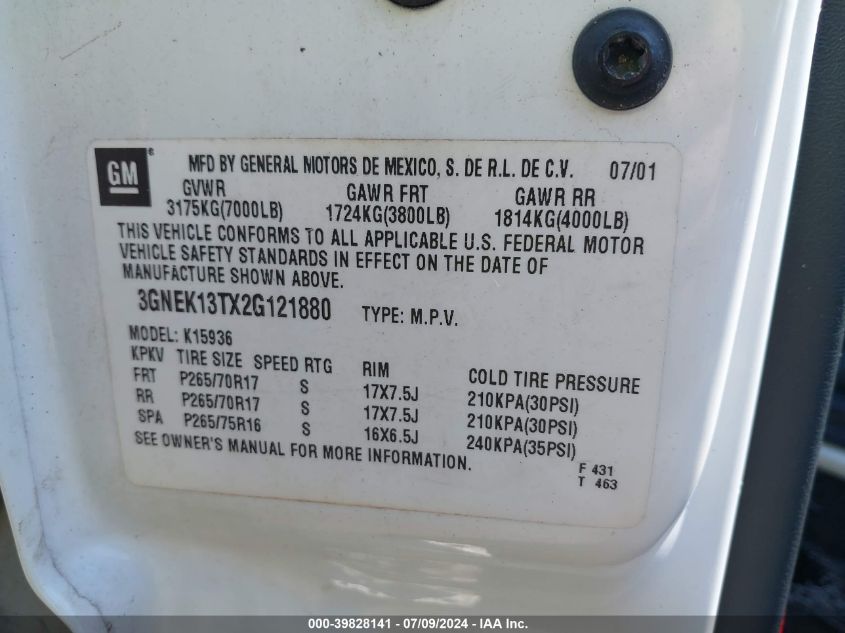 GM
MFD BY GENERAL MOTORS DE MEXICO, S. DE R.L. DE C.V. 07/01
GVWR GAWR FRT GAWR RR
3175KG(7000LB) 1724KG(3800LB) 1814KG(4000LB)
THIS VEHICLE CONFORMS TO ALL APPLICABLE U.S. FEDERAL MOTOR
VEHICLE SAFETY STANDARDS IN EFFECT ON THE DATE OF
MANUFACTURE SHOWN ABOVE.
3GNEK13TX2G121880 TYPE: M.P.V.
MODEL: K15936
KPKV TIRE SIZE SPEED RTG RIM COLD TIRE PRESSURE
FRT P265/70R17 S 17X7.5J 210KPA(30PSI)
RR P265/70R17 S 17X7.5J 210KPA(30PSI)
SPA P265/75R16 S 16X6.5J 240KPA(35PSI)
SEE OWNER'S MANUAL FOR MORE INFORMATION.
F 431
T 463
000-39828141 - 07/09/2024 - IAA Inc.